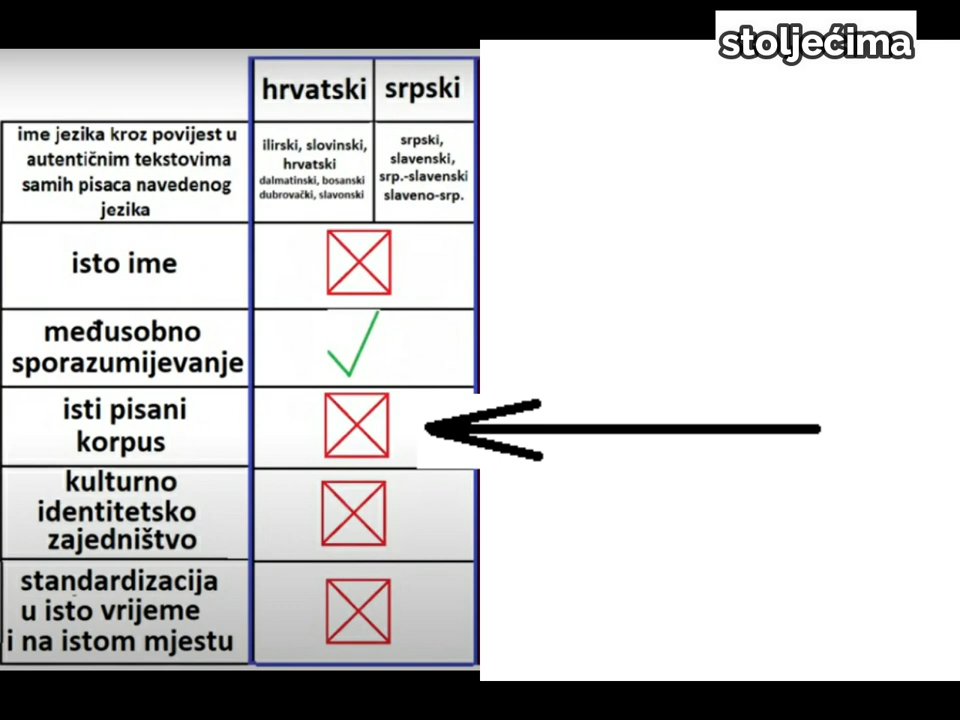 stoljećima
hrvatski
srpski
ime jezika kroz povijest u
autentičnim tekstovima
samih pisaca navedenog
jezika
ilirski, slovinski,
hrvatski
dalmatinski, bosanski
dubrovački, slavonski
srpski,
slavenski,
srp.-slavenski
slaveno-srp.
isto ime
međusobno
sporazumijevanje
isti pisani
korpus
kulturno
identitetsko
zajedništvo
standardizacija
u isto vrijeme
i na istom mjestu